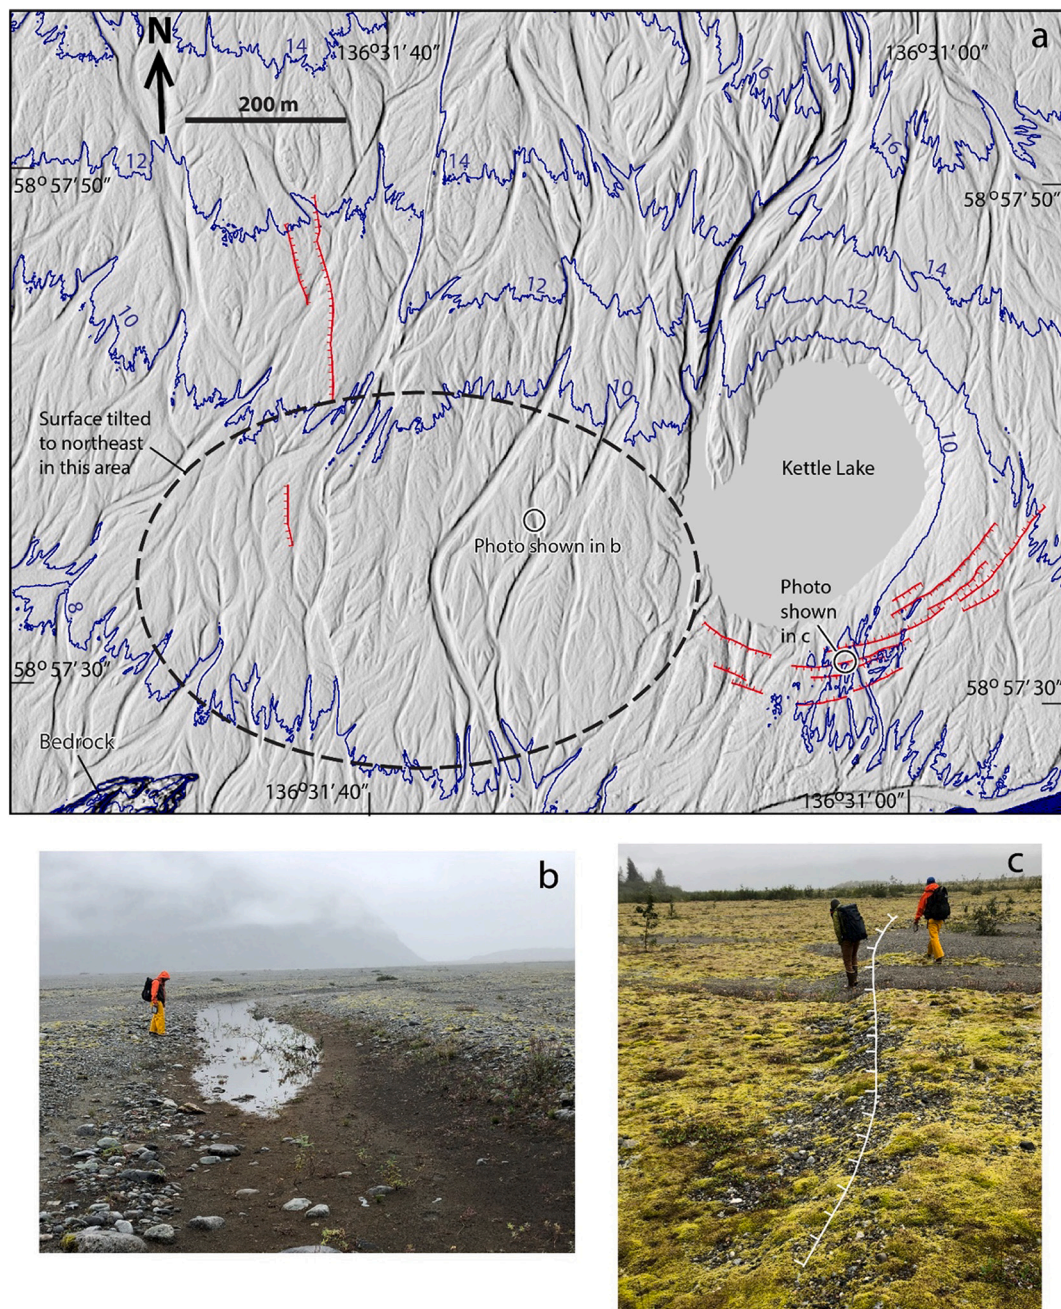 a
N
14
136°31′40″
136°31′00″
16
200 m
12
14
16
58° 57′50″
58° 57′50″
14
12
12
10
10
10
Surface tilted
to northeast
in this area
Kettle Lake
Photo shown in b
Photo
shown
in c
8
58° 57′30″
58° 57′30″
Bedrock
136°31′40″
136°31′00″
b
c